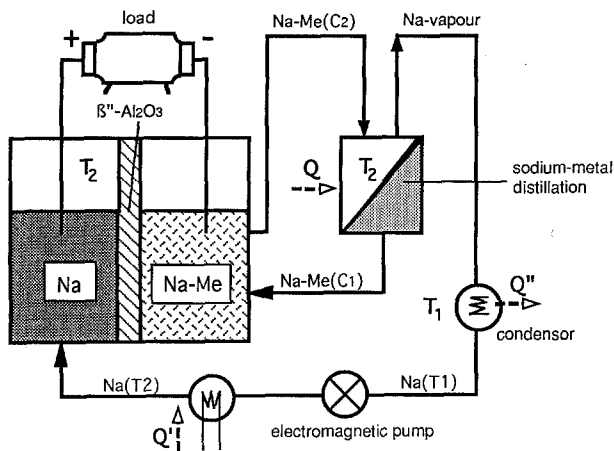 load
+
-
Na-Me(C2)
Na-vapour
ß"-Al2O3
T2
Q
T2
sodium-metal
distillation
Na
Na-Me
Na-Me(C1)
T1
Q"
condensor
Na(T2)
Na(T1)
Q'
electromagnetic pump